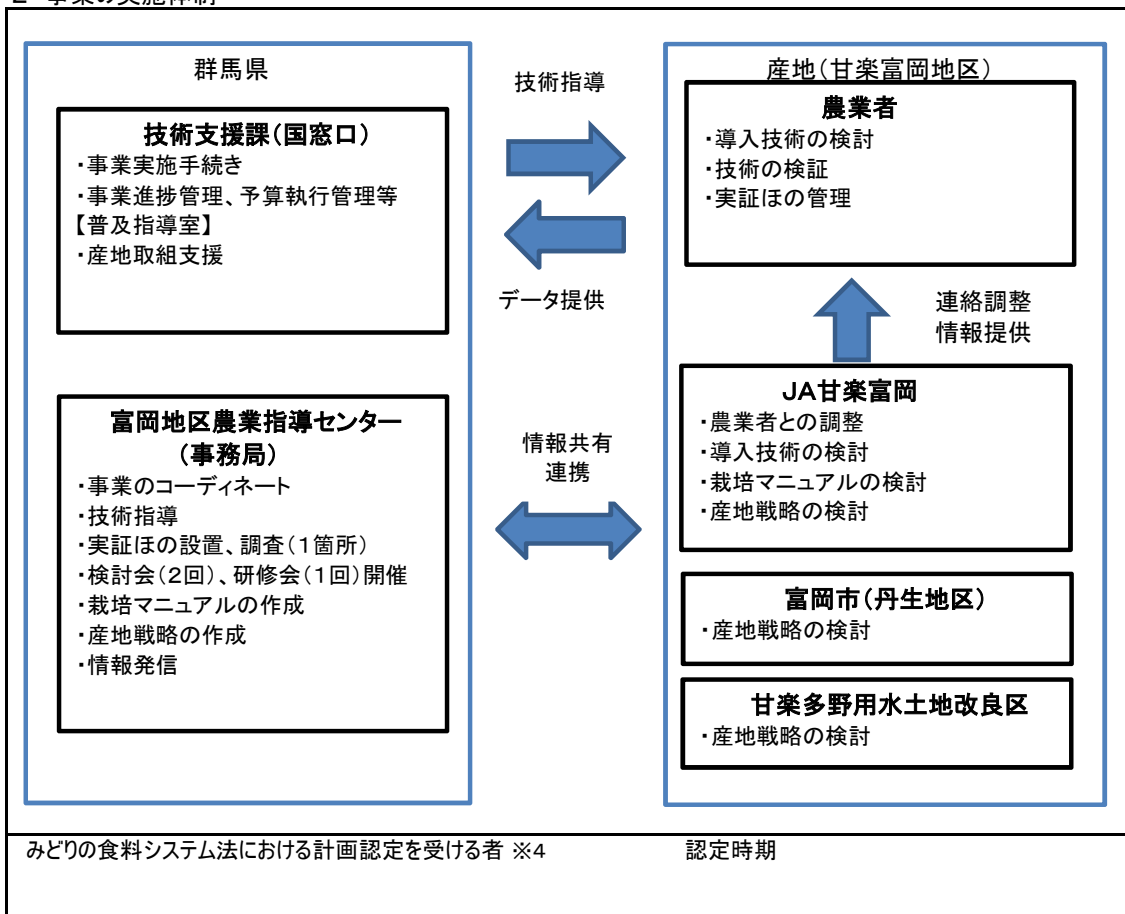 2 事業の実施体制
群馬県
技術支援課(国窓口)
・事業実施手続き
・事業進捗管理、予算執行管理等
【普及指導室】
・産地取組支援
富岡地区農業指導センター
(事務局)
・事業のコーディネート
・技術指導
・実証ほの設置、調査(1箇所)
・検討会(2回)、研修会(1回)開催
・栽培マニュアルの作成
・産地戦略の作成
・情報発信
技術指導
データ提供
情報共有
連携
産地(甘楽富岡地区)
農業者
・導入技術の検討
・技術の検証
・実証ほの管理
連絡調整
情報提供
JA甘楽富岡
・農業者との調整
・導入技術の検討
・栽培マニュアルの検討
・産地戦略の検討
富岡市(丹生地区)
・産地戦略の検討
甘楽多野用水土地改良区
・産地戦略の検討
みどりの食料システム法における計画認定を受ける者 ※4 認定時期